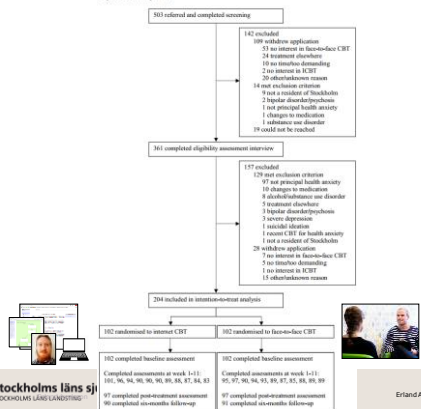 503 referred and completed screening
142 excluded
109 withdrew application
53 no interest in face-to-face CBT
24 treatment elsewhere
10 no time/too demanding
2 no interest in ICBT
20 other/unknown reason
14 met exclusion criterion
9 not a resident of Stockholm
2 bipolar disorder/psychosis
1 not principal health anxiety
1 changes to medication
1 substance use disorder
19 could not be reached
361 completed eligibility assessment interview
157 excluded
129 met exclusion criterion
97 not principal health anxiety
10 changes to medication
8 alcohol/substance use disorder
5 treatment elsewhere
3 bipolar disorder/psychosis
3 severe depression
1 suicidal ideation
1 recent CBT for health anxiety
1 not a resident of Stockholm
28 withdrew application
7 no interest in face-to-face CBT
5 no time/too demanding
1 no interest in ICBT
15 other/unknown reason
204 included in intention-to-treat analysis
102 randomised to internet CBT
102 randomised to face-to-face CBT
102 completed baseline assessment
Completed assessments at week 1-11:
101, 96, 94, 90, 90, 90, 89, 88, 87, 84, 83
97 completed post-treatment assessment
90 completed six-months follow-up
102 completed baseline assessment
Completed assessments at week 1-11:
95, 97, 90, 94, 93, 89, 87, 85, 88, 89, 89
97 completed post-treatment assessment
91 completed six-months follow-up
tockholms läns sj
OCKHOLMS LÄNS LANDSTING
Erland A